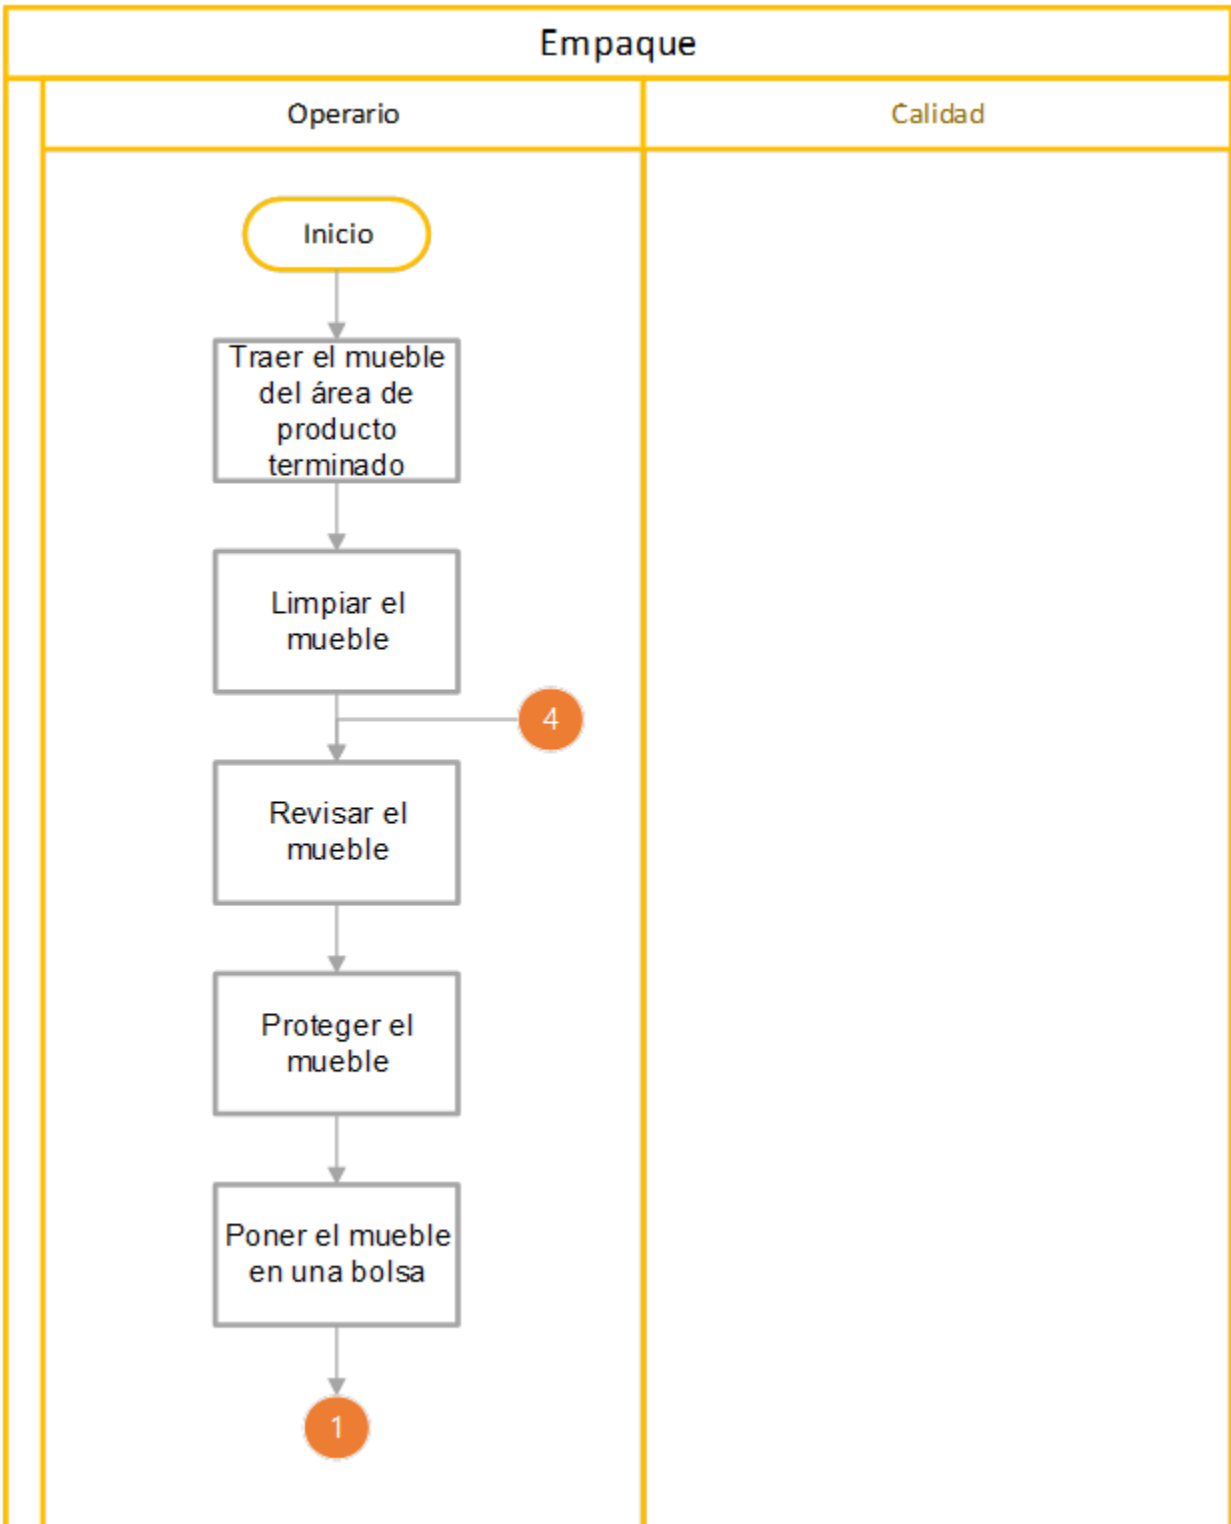 Empaque
Operario
Calidad
Inicio
Traer el mueble
del área de
producto
terminado
Limpiar el
mueble
4
Revisar el
mueble
Proteger el
mueble
Poner el mueble
en una bolsa
1